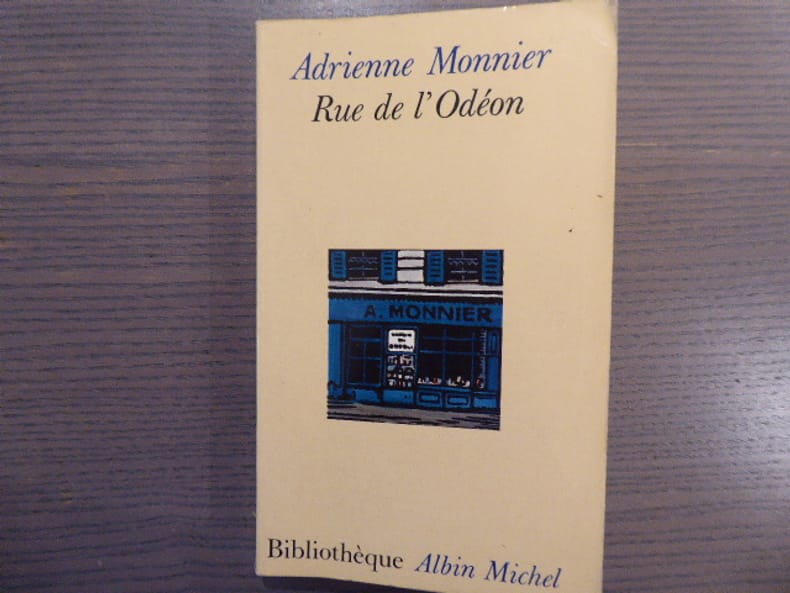 Adrienne Monnier
Rue de l'Odéon
A. MONNIER
Bibliothèque Albin Michel